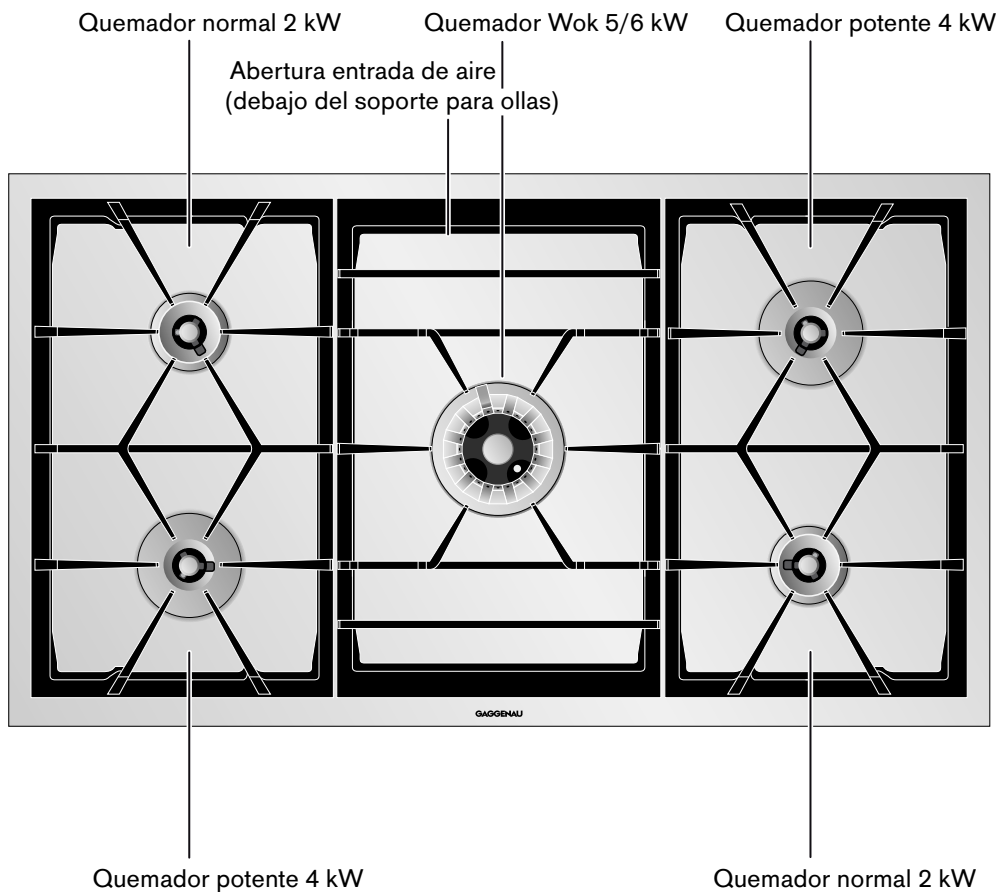 Quemador normal 2 kW
Quemador Wok 5/6 kW
Quemador potente 4 kW
Abertura entrada de aire
(debajo del soporte para ollas)
GAGGENAU
Quemador potente 4 kW
Quemador normal 2 kW